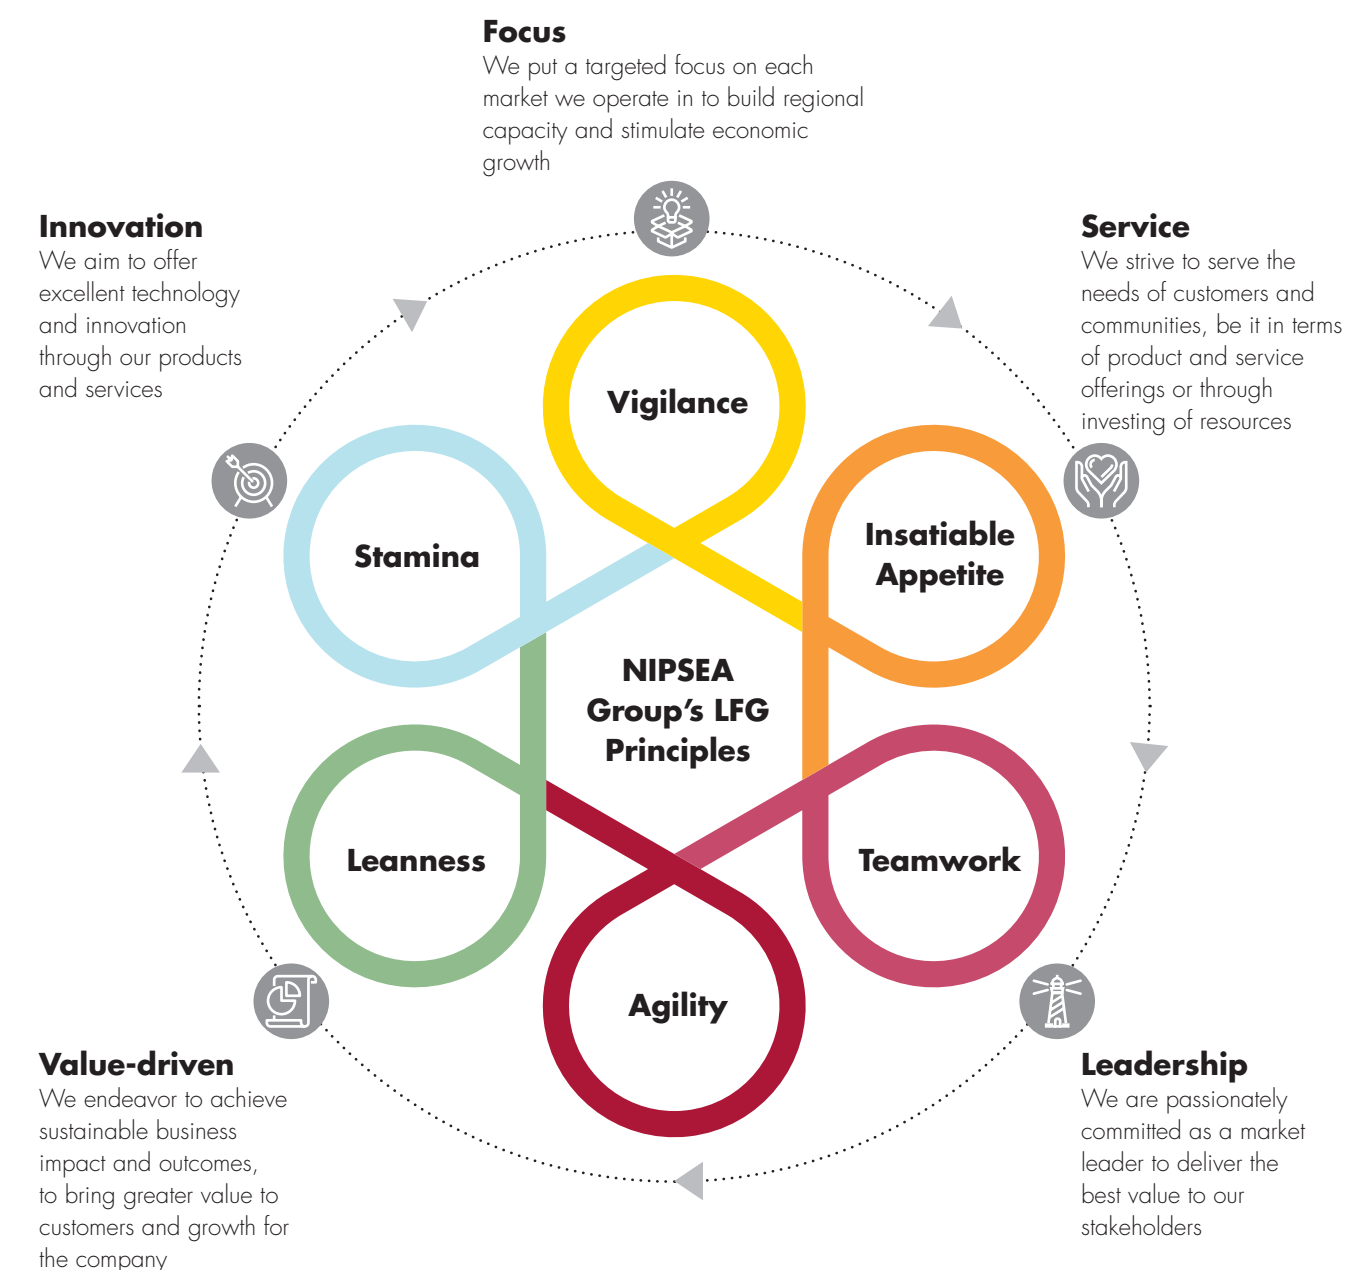 Focus
We put a targeted focus on each
market we operate in to build regional
capacity and stimulate economic
growth
Innovation
We aim to offer
excellent technology
and innovation
through our products
and services
Service
We strive to serve the
needs of customers and
communities, be it in terms
of product and service
offerings or through
investing of resources
Vigilance
Stamina
Insatiable
Appetite
NIPSEA
Group’s LFG
Principles
Leanness
Teamwork
Agility
Value-driven
We endeavor to achieve
sustainable business
impact and outcomes,
to bring greater value to
customers and growth for
the company
Leadership
We are passionately
committed as a market
leader to deliver the
best value to our
stakeholders